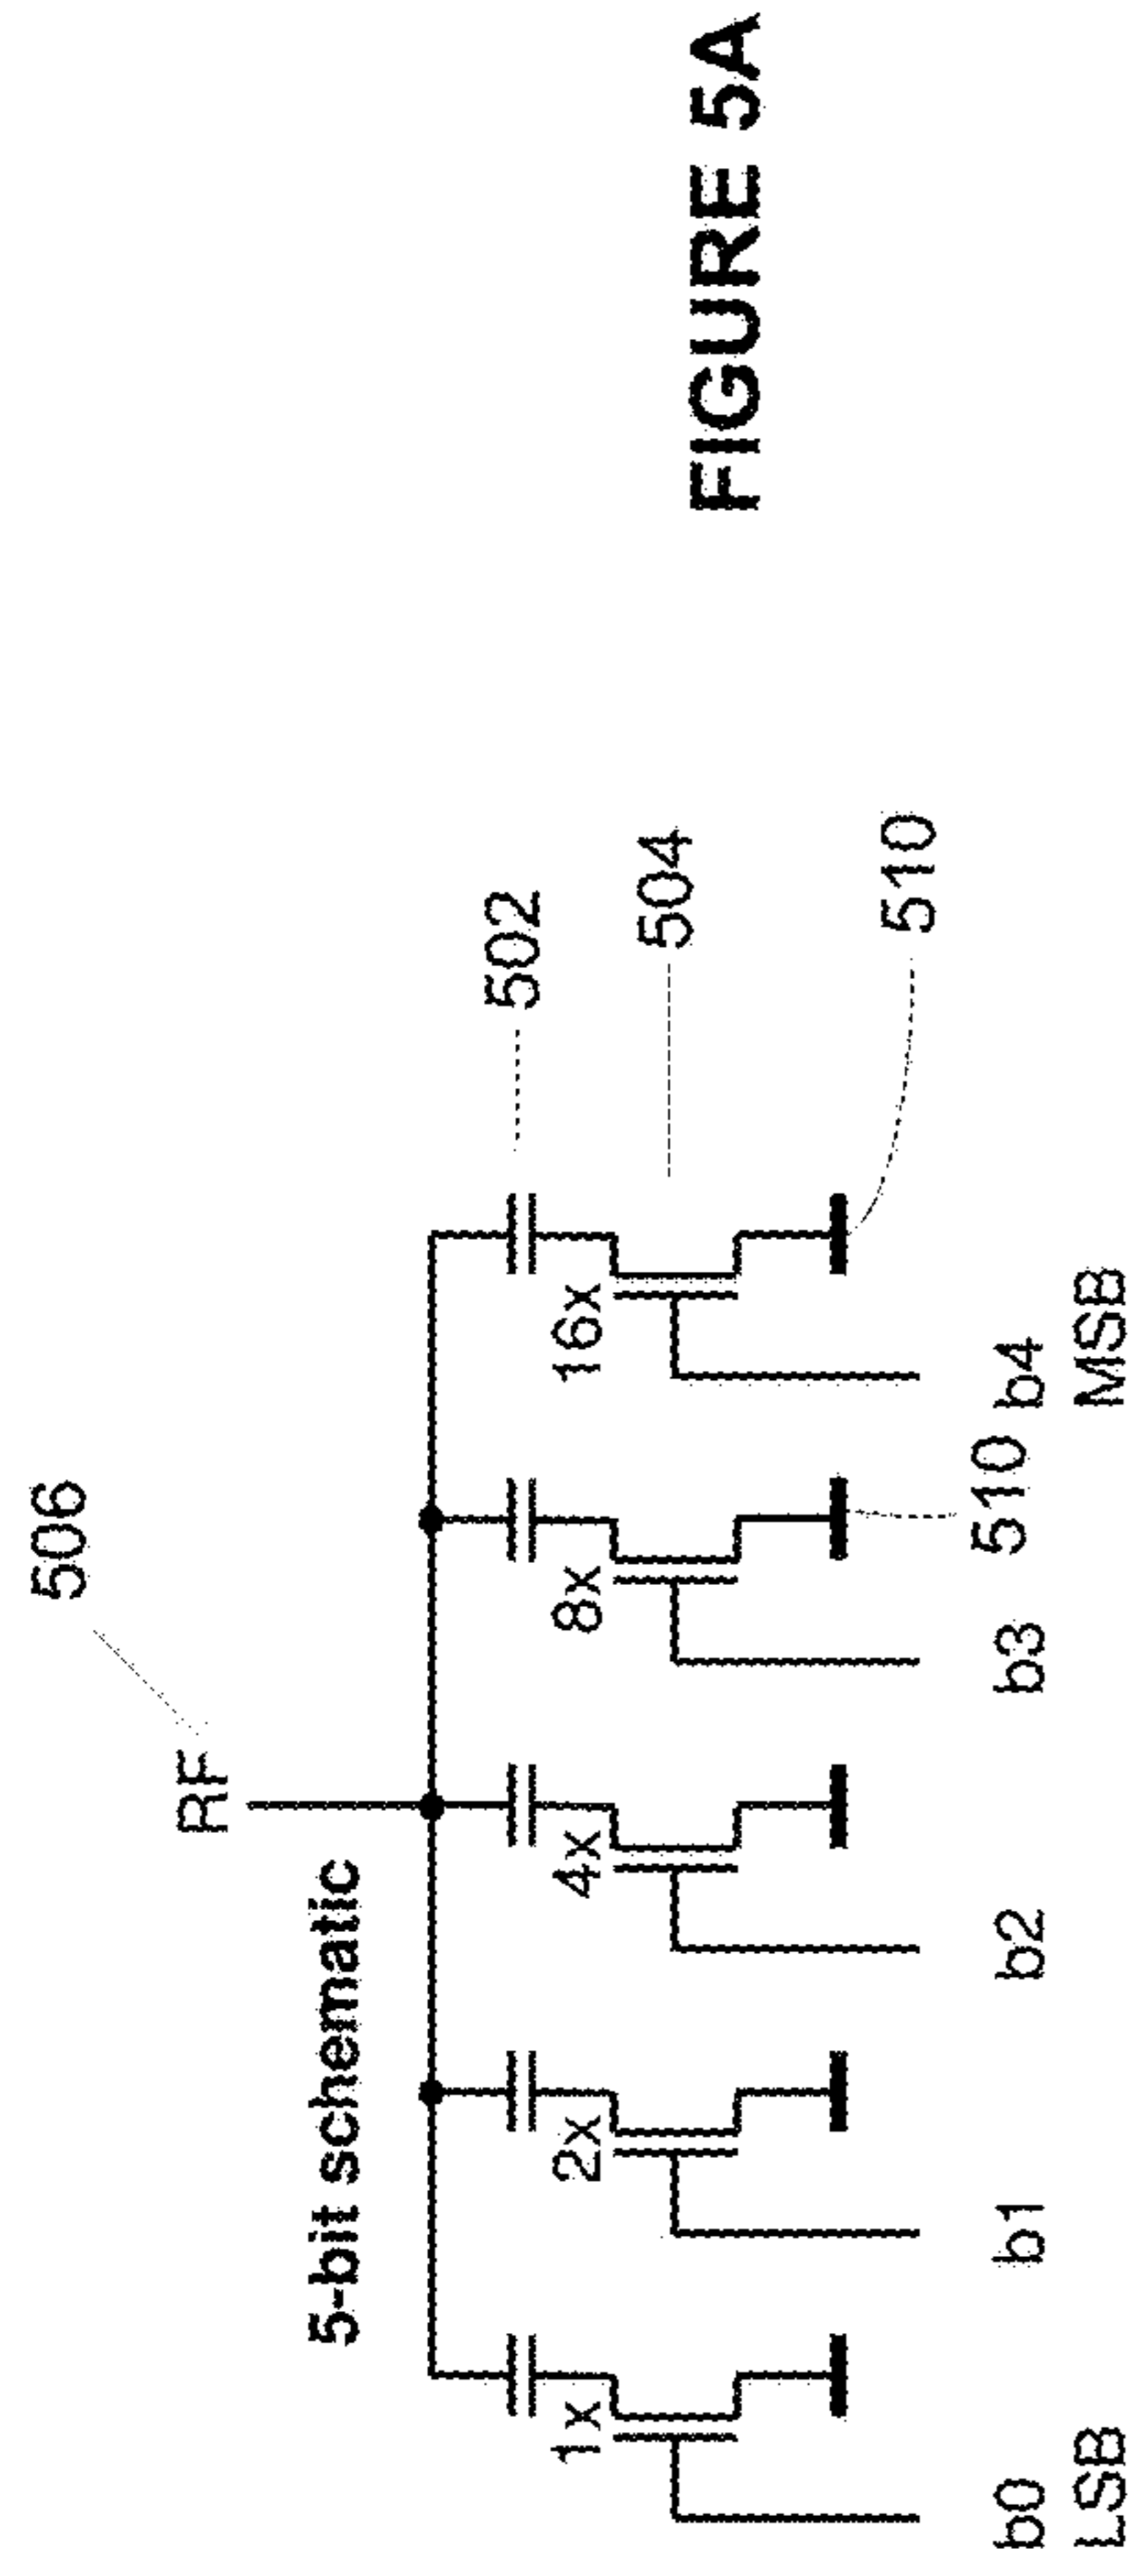 506
RF
5-bit schematic
502
1x 2x 4x 8x 16x
504
510
510
b0 b1 b2 b3 b4
LSB MSB
FIGURE 5A